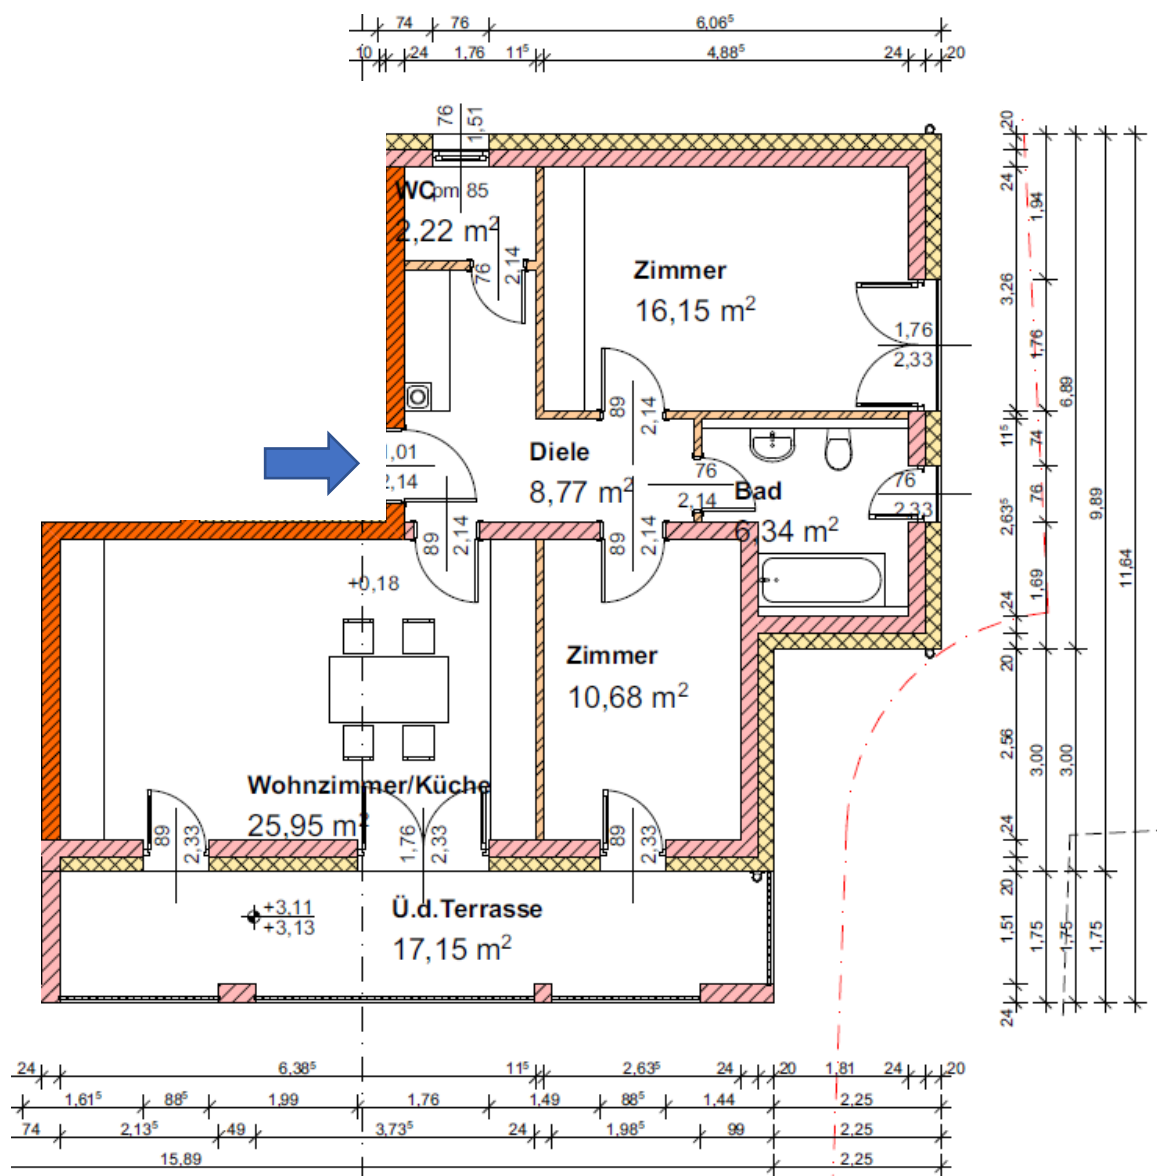 74 76 6,06⁵
10 24 1,76 11⁵ 4,88⁵ 24 20
76
1,51
WC
pm 85
2,22 m²
76
2,14
Zimmer
16,15 m²
1,76
2,33
89
2,14
Diele
8,77 m²
1,01
2,14
76
2,14
Bad
6,34 m²
76
2,33
89
2,14
89
2,14
+0,18
Zimmer
10,68 m²
Wohnzimmer/Küche
25,95 m²
89
2,33
1,76
2,33
89
2,33
Ü.d.Terrasse
17,15 m²
+3,11
+3,13
20
24
3,26
11⁵
2,63⁵
24
20
2,56
24
20
1,51
24
1,94
1,76
74
76
1,69
3,00
1,75
6,89
3,00
1,75
9,89
1,75
11,64
24 6,38⁵ 11⁵ 2,63⁵ 24 20 1,81 24 20
1,61⁵ 88⁵ 1,99 1,76 1,49 88⁵ 1,44 2,25
74 2,13⁵ 49 3,73⁵ 24 1,98⁵ 99 2,25
15,89 2,25